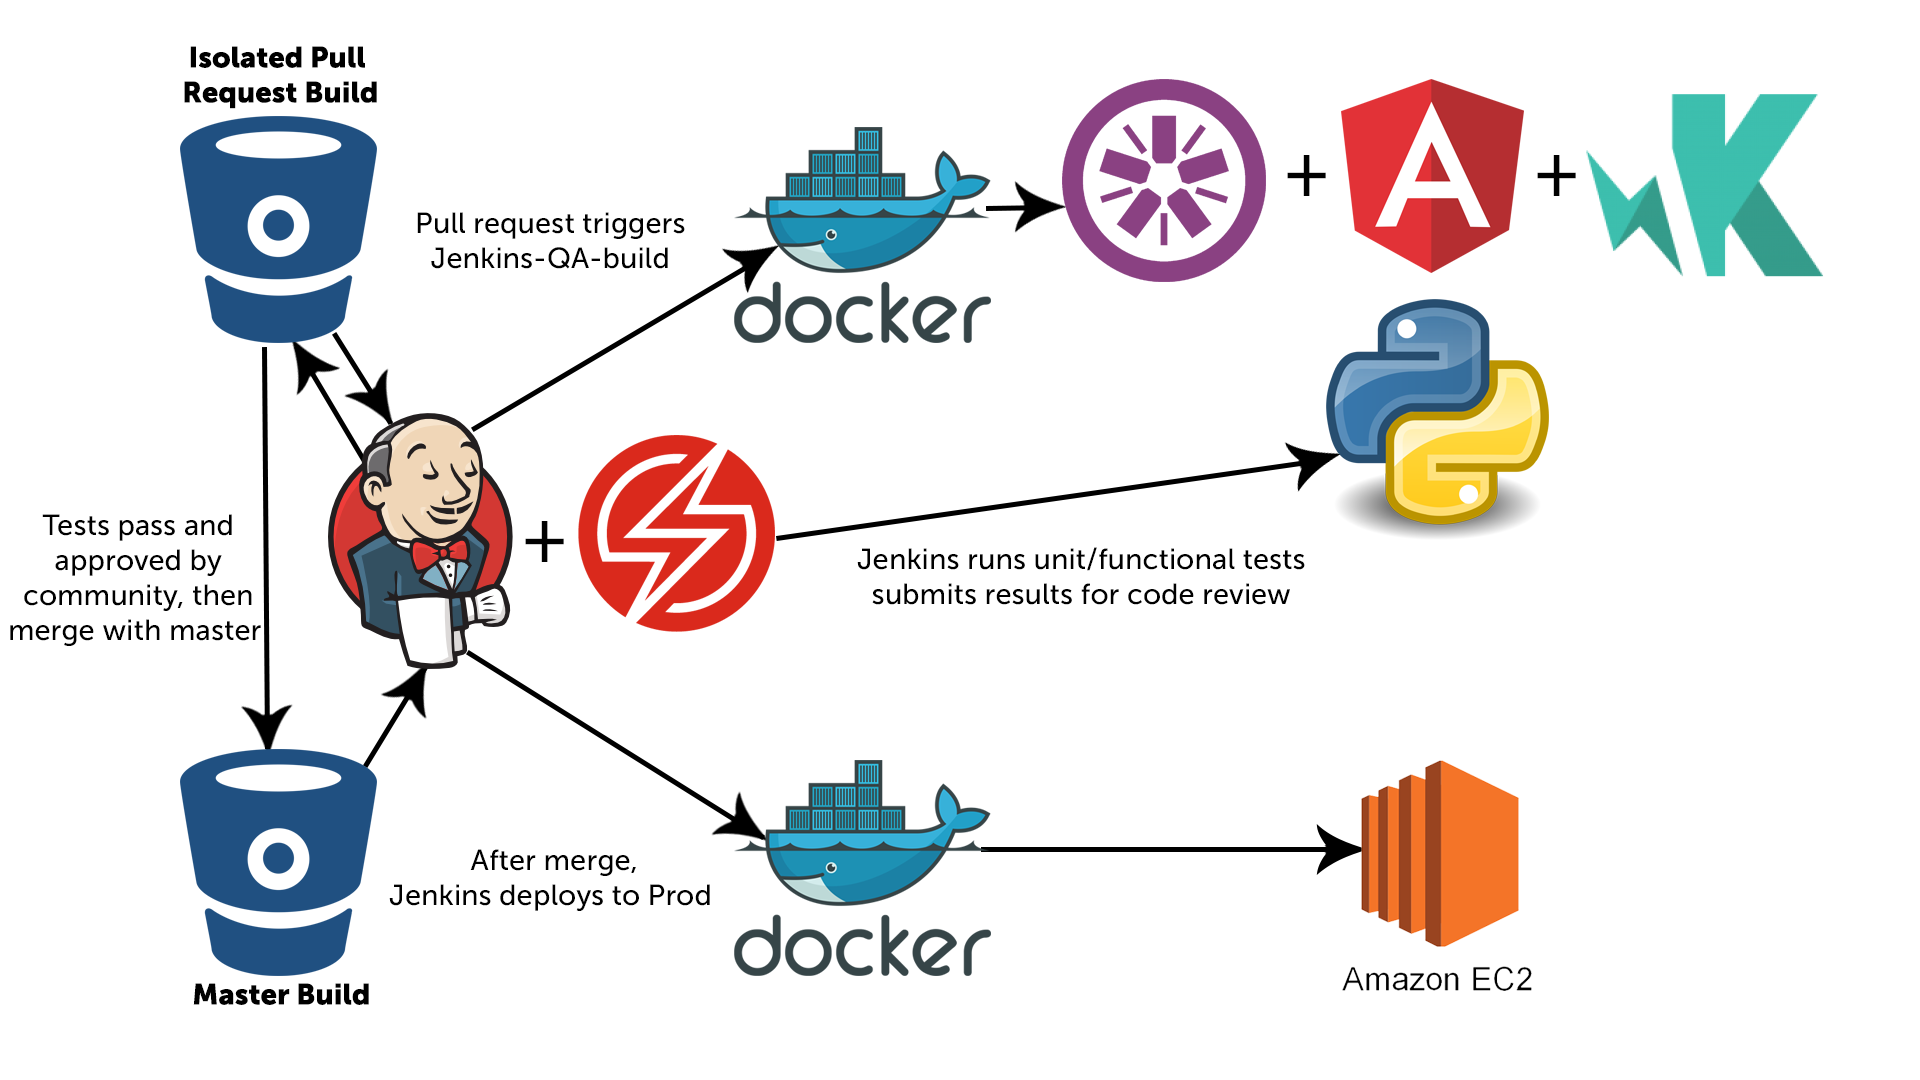 Isolated Pull
Request Build
Pull request triggers
Jenkins-QA-build
docker
Tests pass and
approved by
community, then
merge with master
+
+
+
Jenkins runs unit/functional tests
submits results for code review
After merge,
Jenkins deploys to Prod
docker
Amazon EC2
Master Build